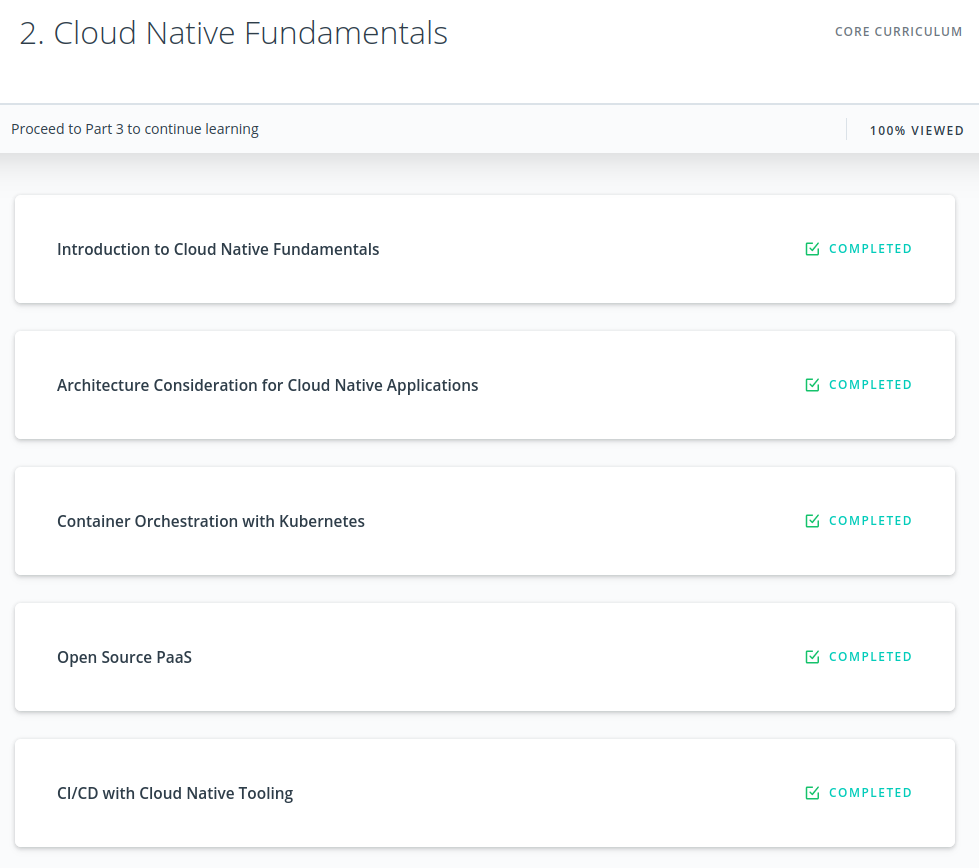 2. Cloud Native Fundamentals
CORE CURRICULUM
Proceed to Part 3 to continue learning
100% VIEWED
Introduction to Cloud Native Fundamentals
COMPLETED
Architecture Consideration for Cloud Native Applications
COMPLETED
Container Orchestration with Kubernetes
COMPLETED
Open Source PaaS
COMPLETED
CI/CD with Cloud Native Tooling
COMPLETED